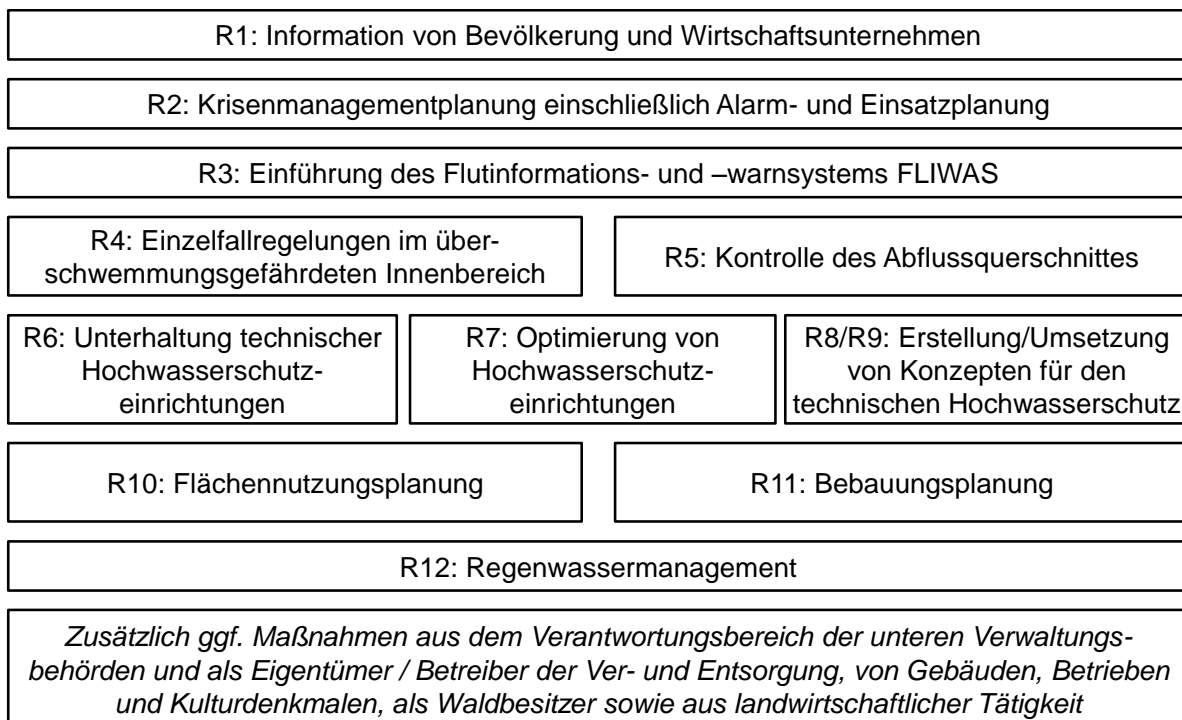 R1: Information von Bevölkerung und Wirtschaftsunternehmen
R2: Krisenmanagementplanung einschließlich Alarm- und Einsatzplanung
R3: Einführung des Flutinformations- und –warnsystems FLIWAS
R4: Einzelfallregelungen im über-
schwemmungsgefährdeten Innenbereich
R5: Kontrolle des Abflussquerschnittes
R6: Unterhaltung technischer
Hochwasserschutz-
einrichtungen
R7: Optimierung von
Hochwasserschutz-
einrichtungen
R8/R9: Erstellung/Umsetzung
von Konzepten für den
technischen Hochwasserschutz
R10: Flächennutzungsplanung
R11: Bebauungsplanung
R12: Regenwassermanagement
Zusätzlich ggf. Maßnahmen aus dem Verantwortungsbereich der unteren Verwaltungs-
behörden und als Eigentümer / Betreiber der Ver- und Entsorgung, von Gebäuden, Betrieben
und Kulturdenkmalen, als Waldbesitzer sowie aus landwirtschaftlicher Tätigkeit